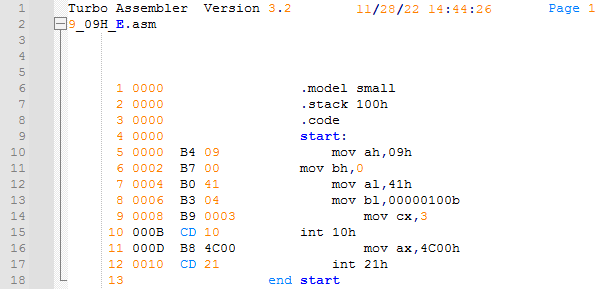 1 Turbo Assembler Version 3.2 11/28/22 14:44:26 Page 1
2 9_09H_E.asm
3
4
5
6 1 0000 .model small
7 2 0000 .stack 100h
8 3 0000 .code
9 4 0000 start:
10 5 0000 B4 09 mov ah,09h
11 6 0002 B7 00 mov bh,0
12 7 0004 B0 41 mov al,41h
13 8 0006 B3 04 mov bl,00000100b
14 9 0008 B9 0003 mov cx,3
15 10 000B CD 10 int 10h
16 11 000D B8 4C00 mov ax,4C00h
17 12 0010 CD 21 int 21h
18 13 end start